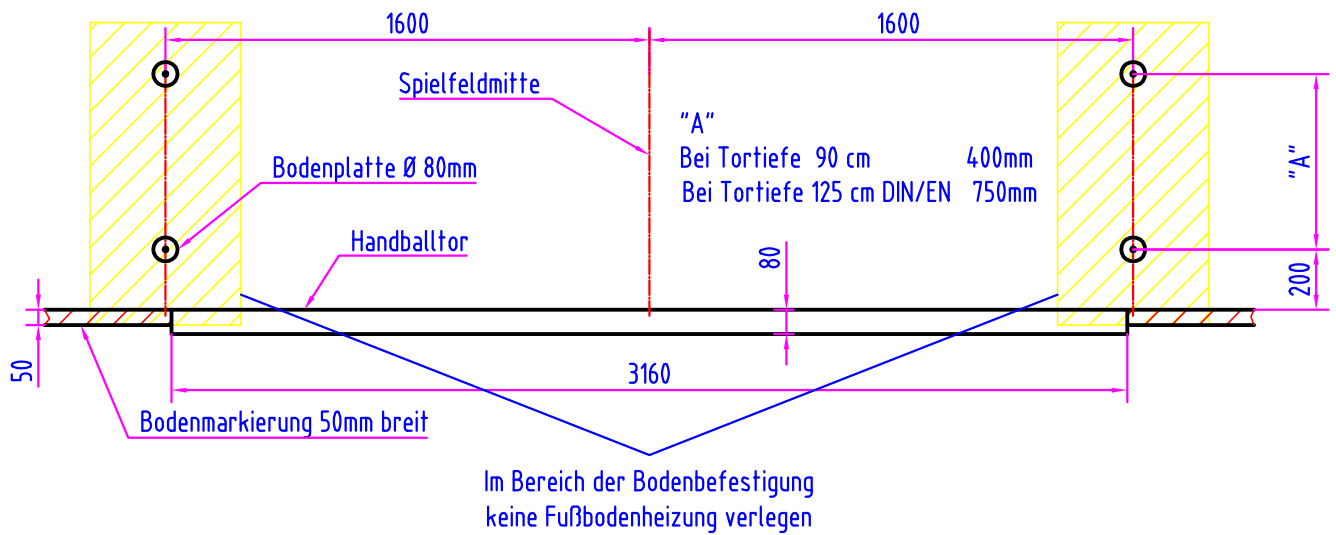 1600
1600
Spielfeldmitte
"A"
Bei Tortiefe 90 cm 400mm
Bei Tortiefe 125 cm DIN/EN 750mm
"A"
Bodenplatte Ø 80mm
Handballtor
80
200
50
3160
Bodenmarkierung 50mm breit
Im Bereich der Bodenbefestigung
keine Fußbodenheizung verlegen